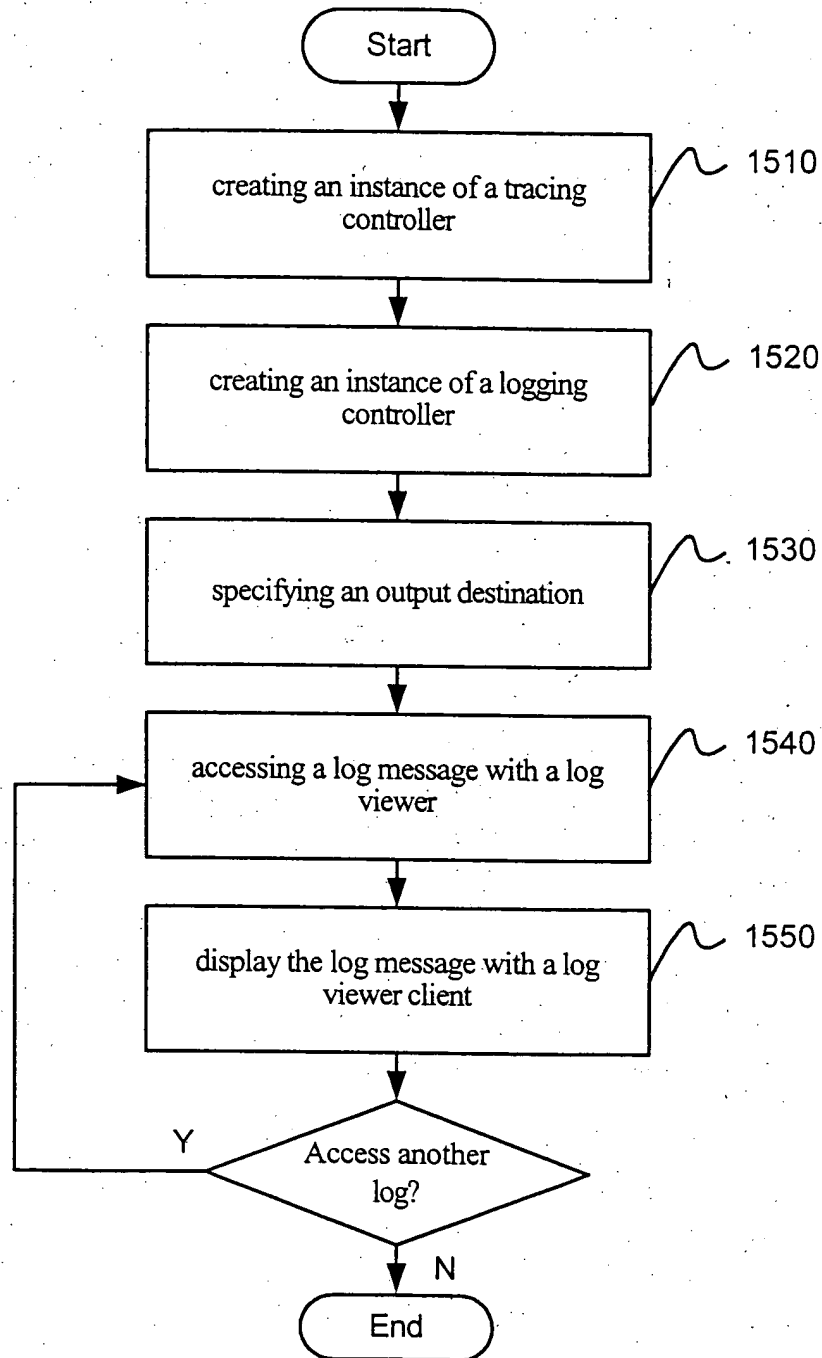 Start
creating an instance of a tracing
controller
1510
creating an instance of a logging
controller
1520
specifying an output destination
1530
accessing a log message with a log
viewer
1540
display the log message with a log
viewer client
1550
Access another
log?
Y
N
End